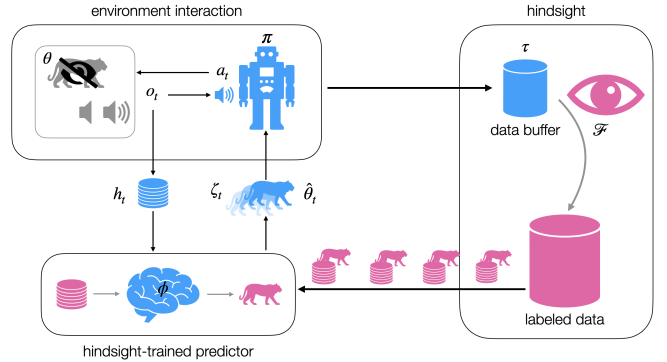 environment interaction
hindsight
π
θ
a_t
o_t
τ
data buffer
ℱ
h_t
ζ_t
θ̂_t
ϕ
labeled data
hindsight-trained predictor